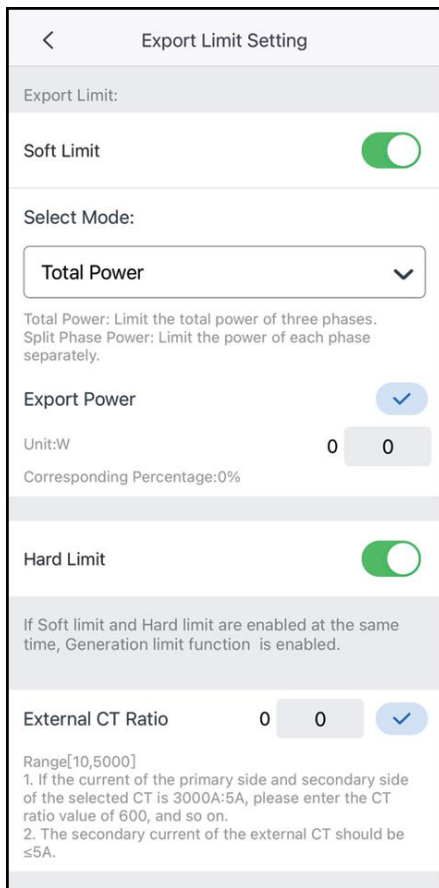 Export Limit Setting
Export Limit:
Soft Limit
Select Mode:
Total Power
Total Power: Limit the total power of three phases.
Split Phase Power: Limit the power of each phase
separately.
Export Power
Unit:W 0 0
Corresponding Percentage:0%
Hard Limit
If Soft limit and Hard limit are enabled at the same
time, Generation limit function is enabled.
External CT Ratio 0 0
Range[10,5000]
1. If the current of the primary side and secondary side
of the selected CT is 3000A:5A, please enter the CT
ratio value of 600, and so on.
2. The secondary current of the external CT should be
≤5A.